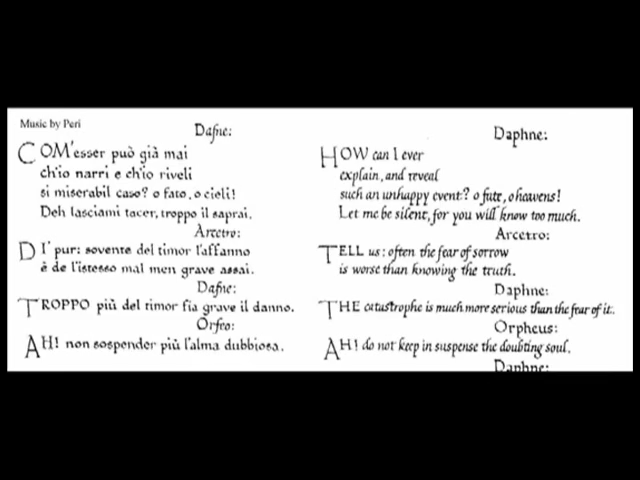 Music by Peri
Dafne:
COM'esser può già mai
ch'io narri e ch'io riveli
si miserabil caso? o fato, o cieli!
Deh lasciami tacer, troppo il saprai.
Arcetro:
DI' pur: sovente del timor l'affanno
è de l'istesso mal men grave assai.
Dafne:
TROPPO più del timor fia grave il danno.
Orfeo:
AH! non sospender più l'alma dubbiosa.
Daphne:
HOW can I ever
explain, and reveal
such an unhappy event? o fate, o heavens!
Let me be silent, for you will know too much.
Arcetro:
TELL us: often the fear of sorrow
is worse than knowing the truth.
Daphne:
THE catastrophe is much more serious than the fear of it.
Orpheus:
AH! do not keep in suspense the doubting soul.
Daphne: